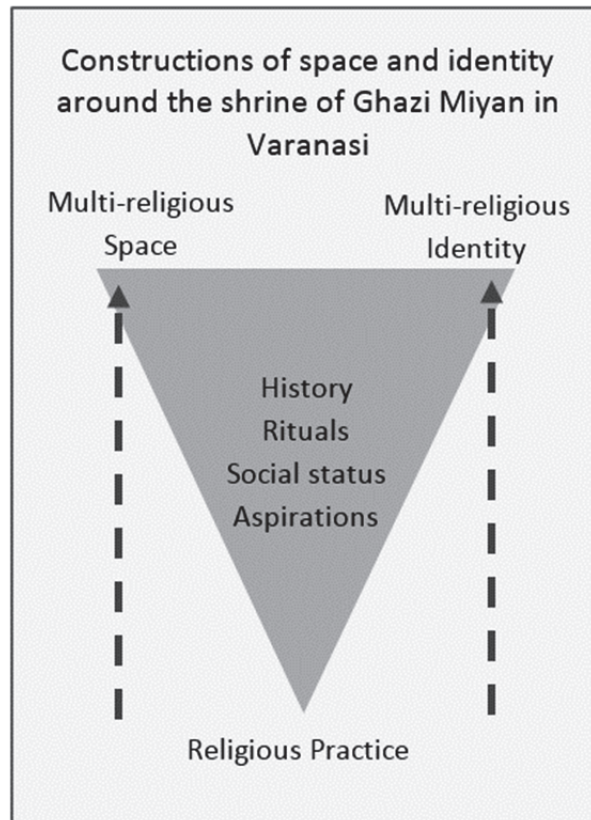 Constructions of space and identity
around the shrine of Ghazi Miyan in
Varanasi
Multi-religious
Space
Multi-religious
Identity
History
Rituals
Social status
Aspirations
Religious Practice